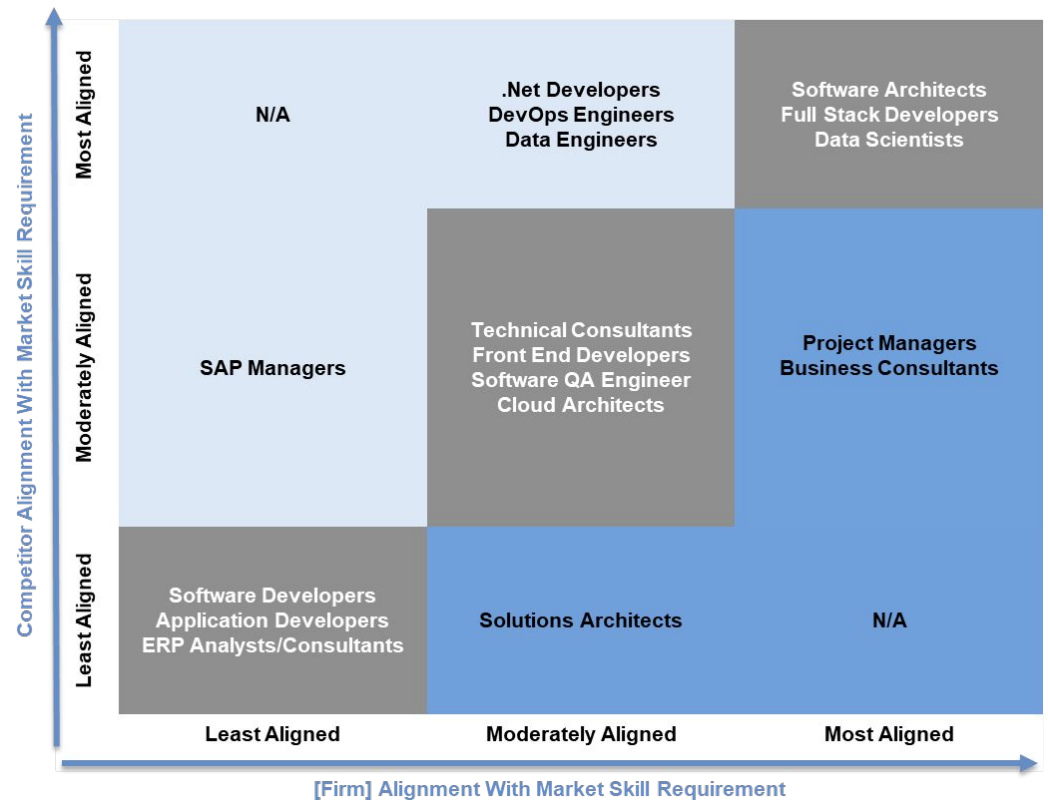 Competitor Alignment With Market Skill Requirement
Most Aligned
N/A
.Net Developers
DevOps Engineers
Data Engineers
Software Architects
Full Stack Developers
Data Scientists
Moderately Aligned
SAP Managers
Technical Consultants
Front End Developers
Software QA Engineer
Cloud Architects
Project Managers
Business Consultants
Least Aligned
Software Developers
Application Developers
ERP Analysts/Consultants
Solutions Architects
N/A
Least Aligned
Moderately Aligned
Most Aligned
[Firm] Alignment With Market Skill Requirement